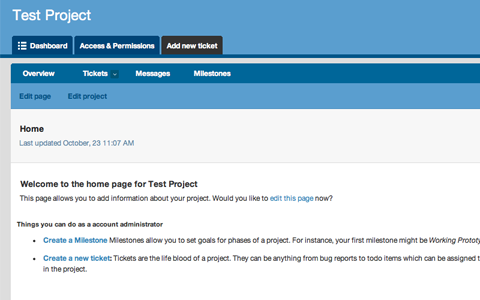 Test Project
Dashboard Access & Permissions Add new ticket
Overview Tickets Messages Milestones
Edit page Edit project
Home
Last updated October, 23 11:07 AM
Welcome to the home page for Test Project
This page allows you to add information about your project. Would you like to edit this page now?
Things you can do as a account administrator
• Create a Milestone Milestones allow you to set goals for phases of a project. For instance, your first milestone might be Working
• Create a new ticket: Tickets are the life blood of a project. They can be anything from bug reports to todo items which can be assigned
in the project.